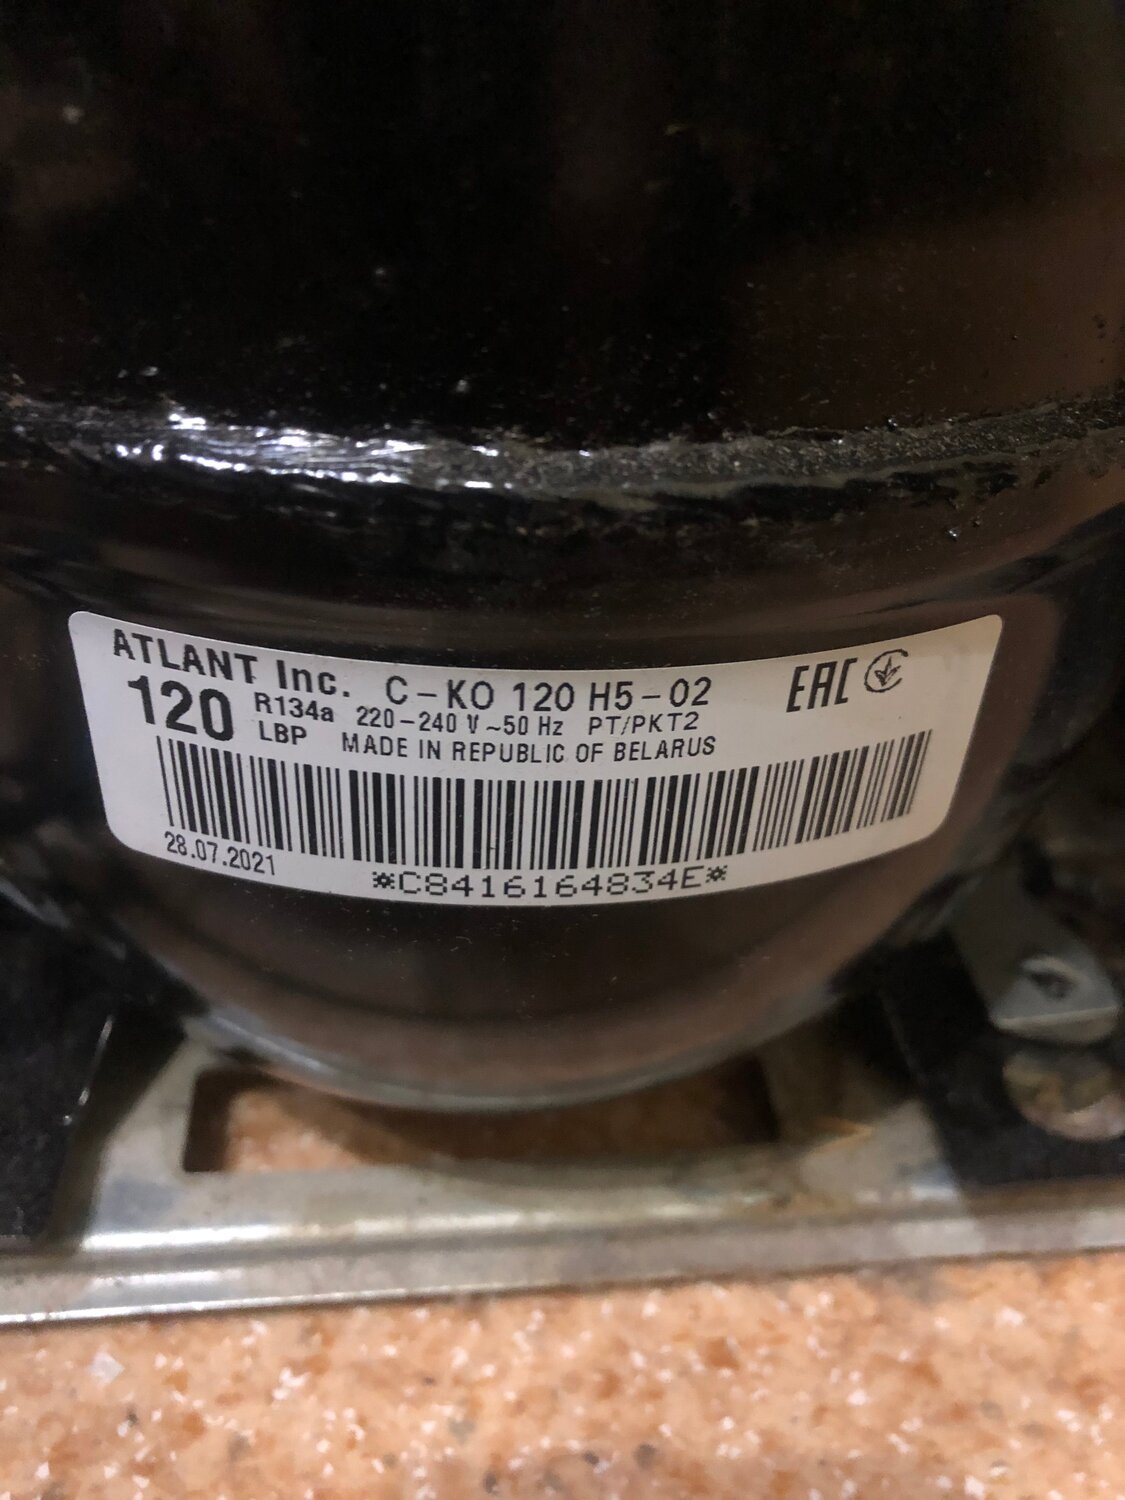 ATLANT Inc. C-KO 120 H5-02 EAC
120 R134a 220-240 V ~50 Hz PT/PKT2
LBP MADE IN REPUBLIC OF BELARUS
28.07.2021
*C8416164834E*